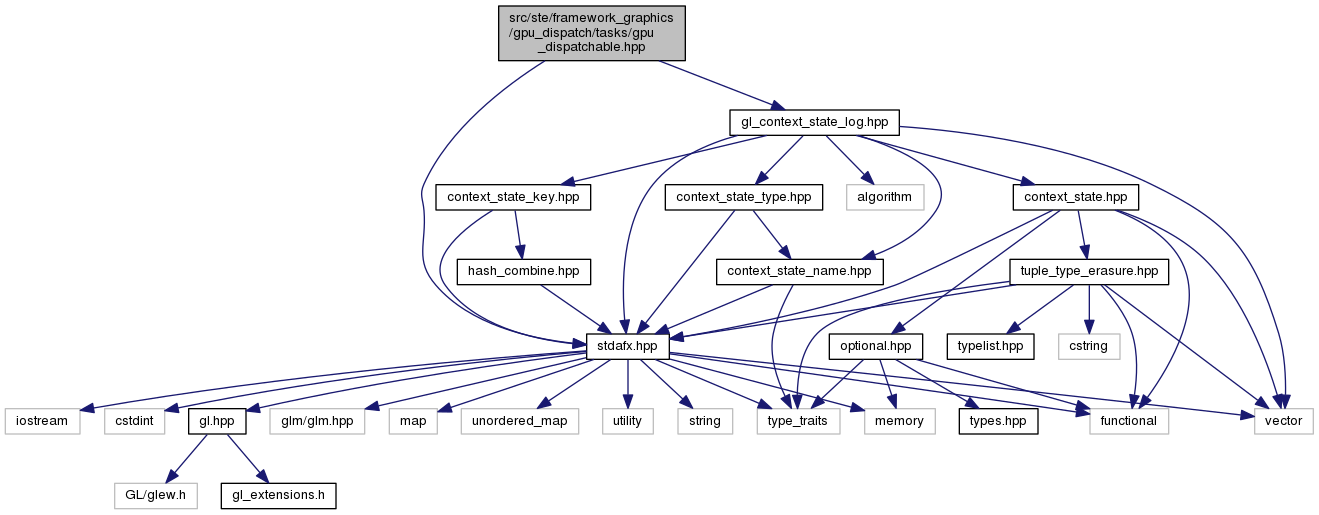 src/ste/framework_graphics
/gpu_dispatch/tasks/gpu
_dispatchable.hpp
gl_context_state_log.hpp
context_state_key.hpp
context_state_type.hpp
algorithm
context_state.hpp
hash_combine.hpp
context_state_name.hpp
tuple_type_erasure.hpp
stdafx.hpp
optional.hpp
typelist.hpp
cstring
iostream
cstdint
gl.hpp
glm/glm.hpp
map
unordered_map
utility
string
type_traits
memory
types.hpp
functional
vector
GL/glew.h
gl_extensions.h